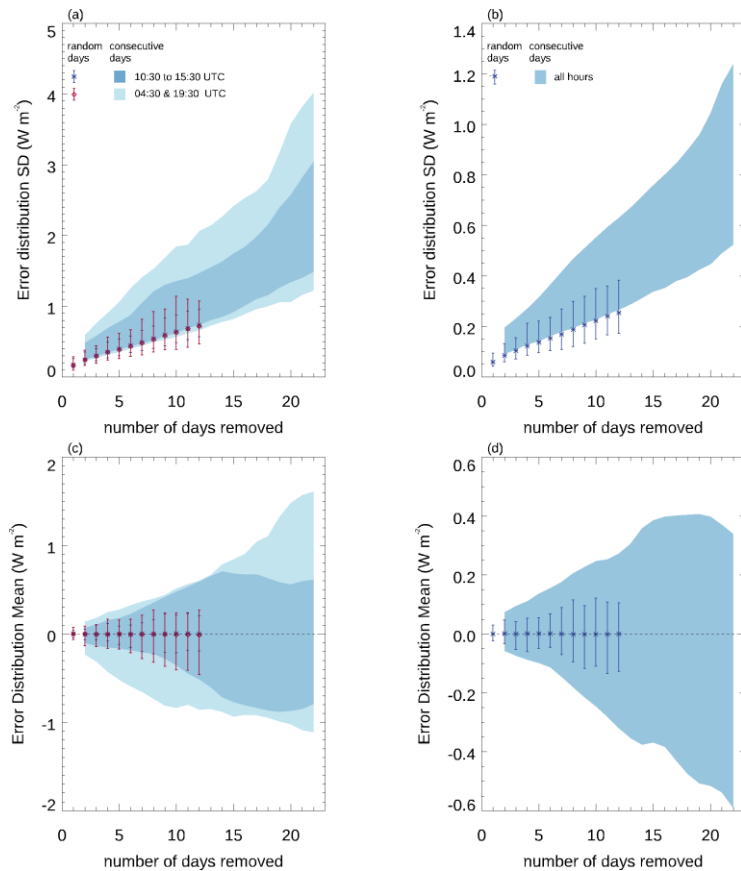 (a)
5
4
3
2
1
0
Error distribution SD (W m⁻²)
random days
consecutive days
10:30 to 15:30 UTC
04:30 & 19:30 UTC
0 5 10 15 20
number of days removed
(b)
1.4
1.2
1.0
0.8
0.6
0.4
0.2
0.0
Error distribution SD (W m⁻²)
random days
consecutive days
all hours
0 5 10 15 20
number of days removed
(c)
2
1
0
-1
-2
Error Distribution Mean (W m⁻²)
0 5 10 15 20
number of days removed
(d)
0.6
0.4
0.2
0.0
-0.2
-0.4
-0.6
Error Distribution Mean (W m⁻²)
0 5 10 15 20
number of days removed